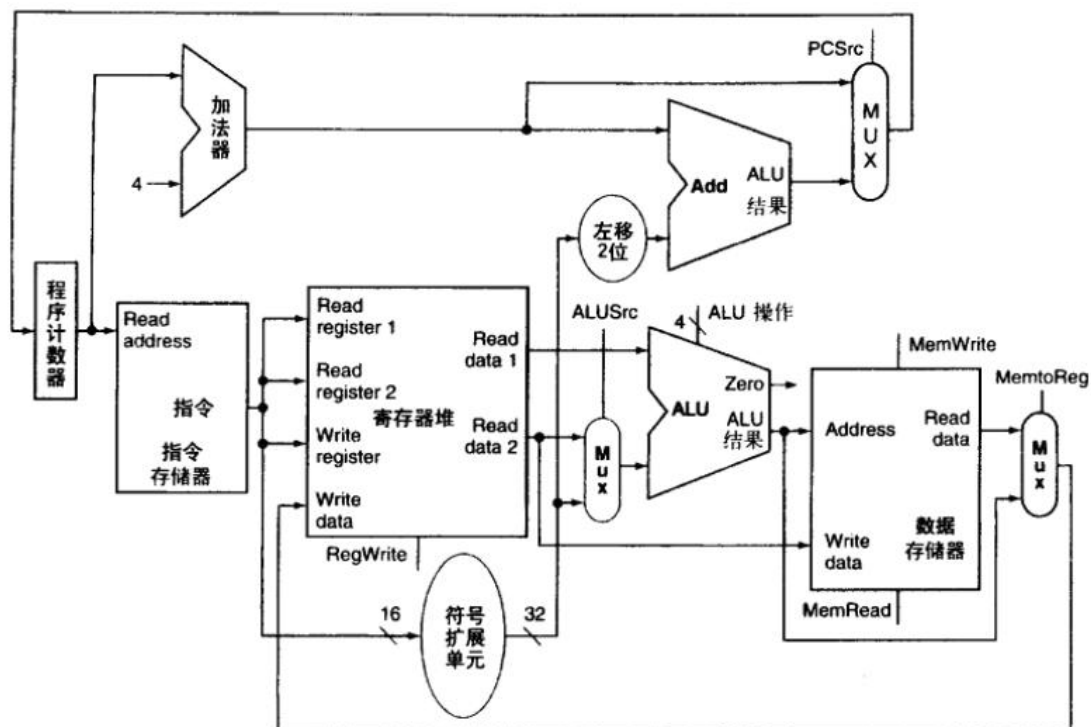 PCSrc
MUX
加法器
4
Add
ALU
结果
左移
2位
程序计数器
Read
address
指令
指令
存储器
Read
register 1
Read
register 2
寄存器堆
Write
register
Write
data
Read
data 1
Read
data 2
RegWrite
ALUSrc
Mux
4
ALU 操作
Zero
ALU
ALU
结果
MemWrite
Address
Read
data
Write
data
数据
存储器
MemRead
MemtoReg
Mux
16
符号
扩展
单元
32